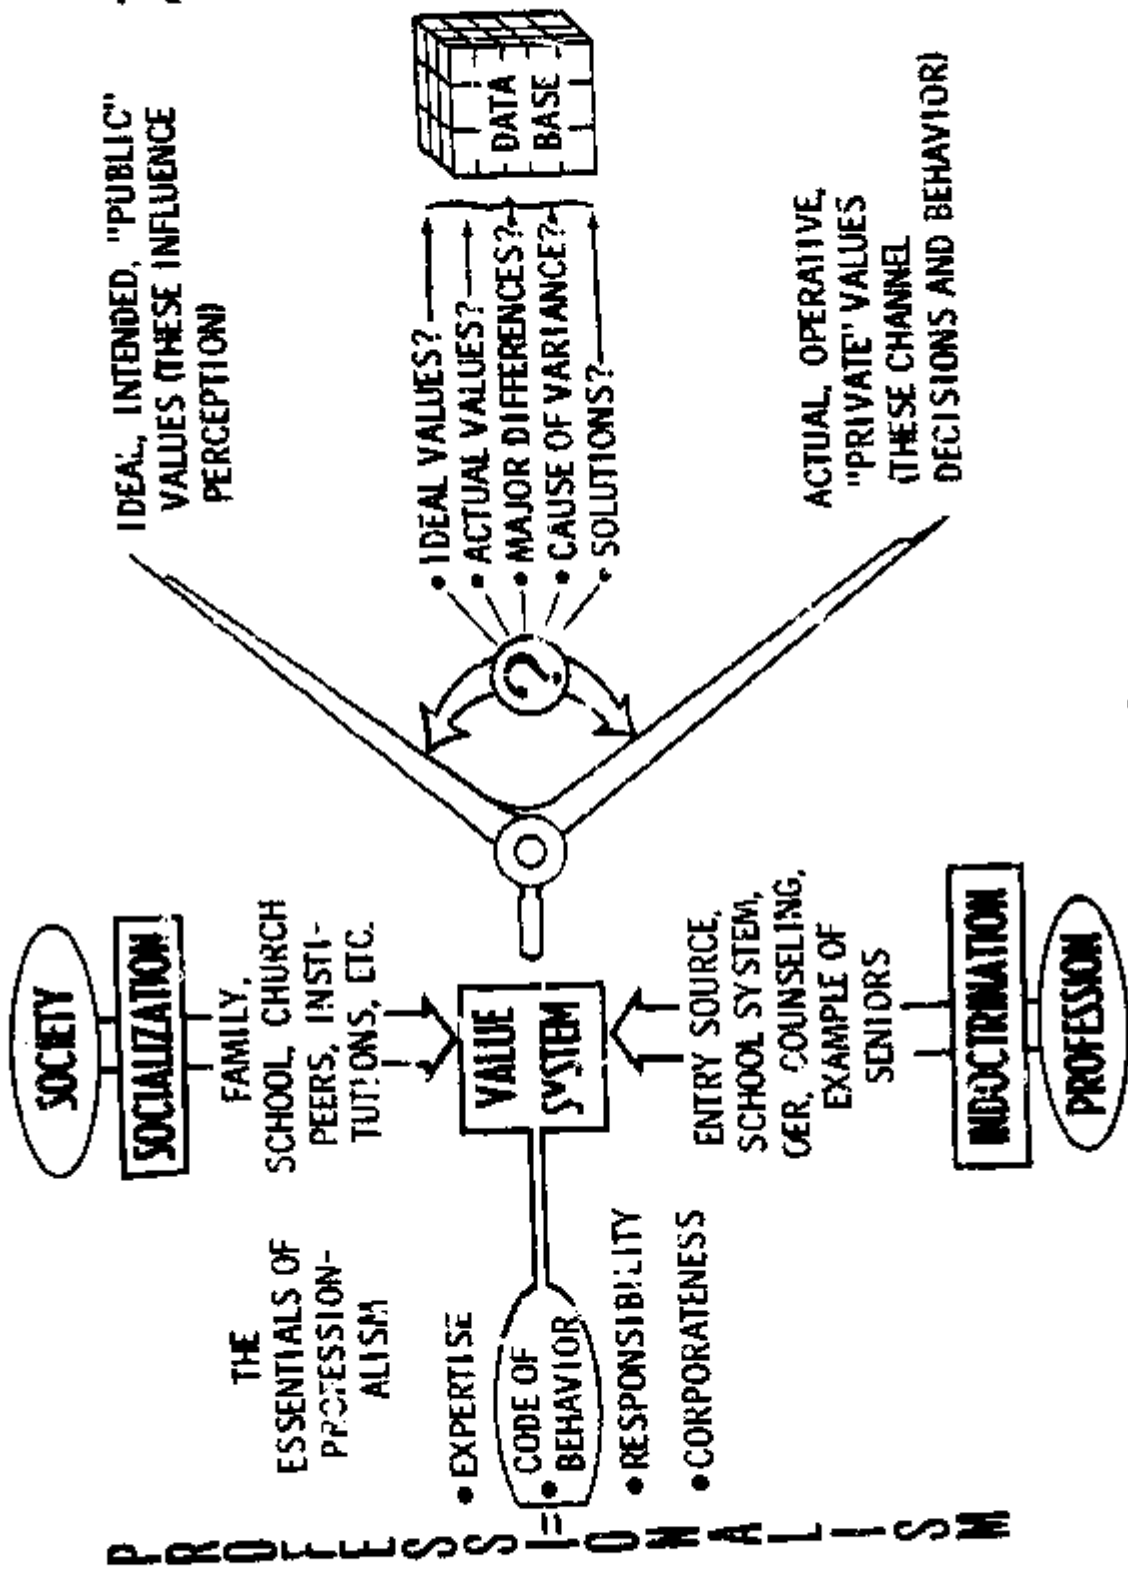 PROFESSIONALISM
THE
ESSENTIALS OF
PROFESSION-
ALISM
=
• EXPERTISE
• CODE OF
BEHAVIOR
• RESPONSIBILITY
• CORPORATENESS
SOCIETY
SOCIALIZATION
FAMILY,
SCHOOL, CHURCH
PEERS, INSTI-
TUTIONS, ETC.
VALUE
SYSTEM
ENTRY SOURCE,
SCHOOL SYSTEM,
OER, COUNSELING,
EXAMPLE OF
SENIORS
INDOCTRINATION
PROFESSION
IDEAL, INTENDED, "PUBLIC"
VALUES (THESE INFLUENCE
PERCEPTION)
?
• IDEAL VALUES?
• ACTUAL VALUES?
• MAJOR DIFFERENCES?
• CAUSE OF VARIANCE?
• SOLUTIONS?
DATA
BASE
ACTUAL, OPERATIVE,
"PRIVATE" VALUES
(THESE CHANNEL
DECISIONS AND BEHAVIOR)